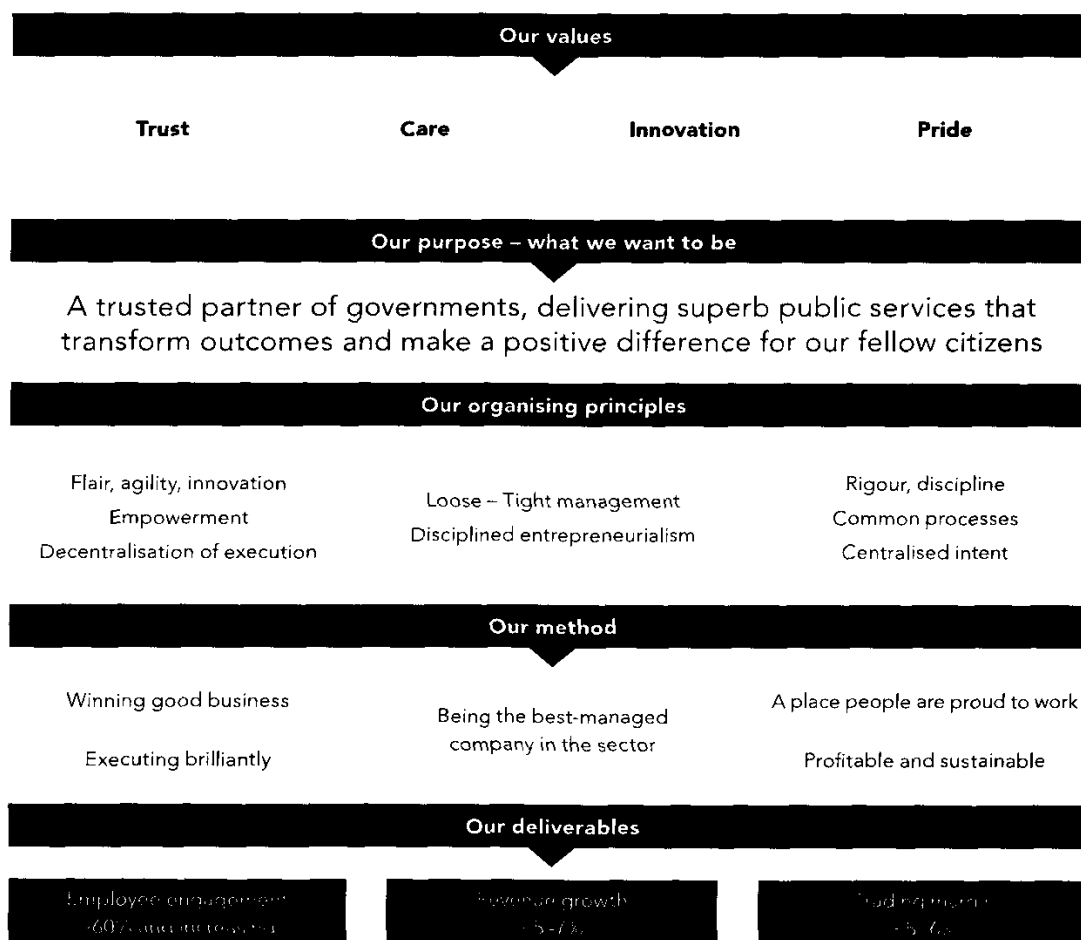 Our values
Trust Care Innovation Pride
Our purpose – what we want to be
A trusted partner of governments, delivering superb public services that
transform outcomes and make a positive difference for our fellow citizens
Our organising principles
Flair, agility, innovation
Empowerment
Decentralisation of execution
Loose – Tight management
Disciplined entrepreneurialism
Rigour, discipline
Common processes
Centralised intent
Our method
Winning good business
Executing brilliantly
Being the best-managed
company in the sector
A place people are proud to work
Profitable and sustainable
Our deliverables
Employee engagement
Revenue growth